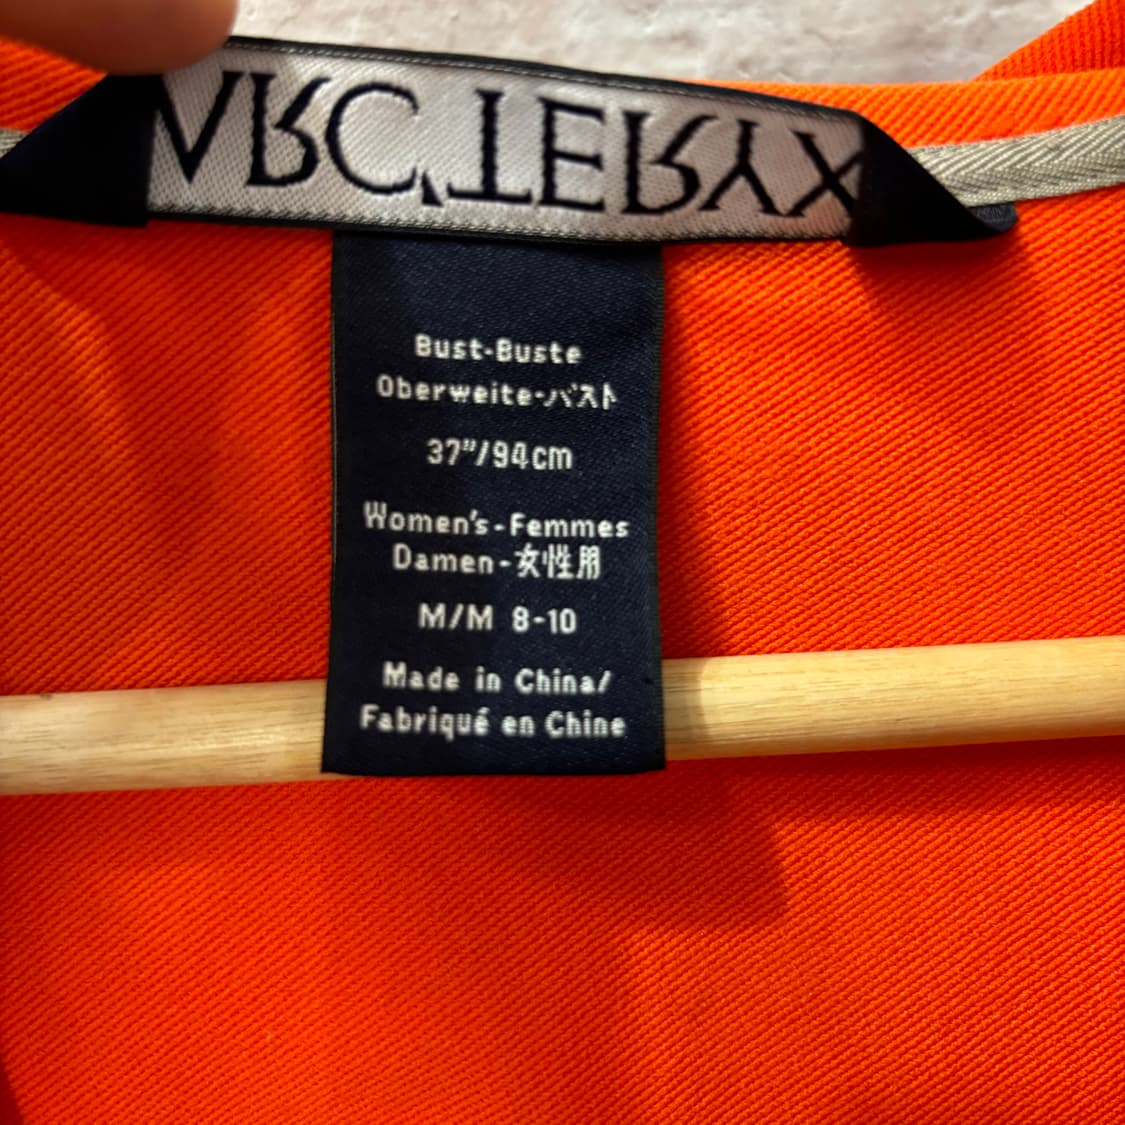 ARC'TERYX
Bust-Buste
Oberweite-バスト
37"/94cm
Women's-Femmes
Damen-女性用
M/M 8-10
Made in China/
Fabriqué en Chine